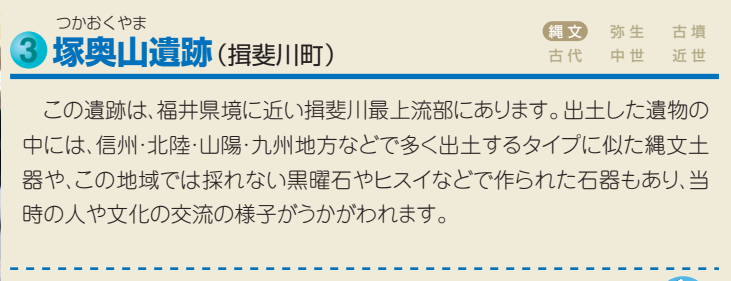 つかおくやま
3 塚奥山遺跡(揖斐川町)
縄文 弥生 古墳
古代 中世 近世
この遺跡は、福井県境に近い揖斐川最上流部にあります。出土した遺物の
中には、信州・北陸・山陽・九州地方などで多く出土するタイプに似た縄文土
器や、この地域では採れない黒曜石やヒスイなどで作られた石器もあり、当
時の人や文化の交流の様子がうかがわれます。